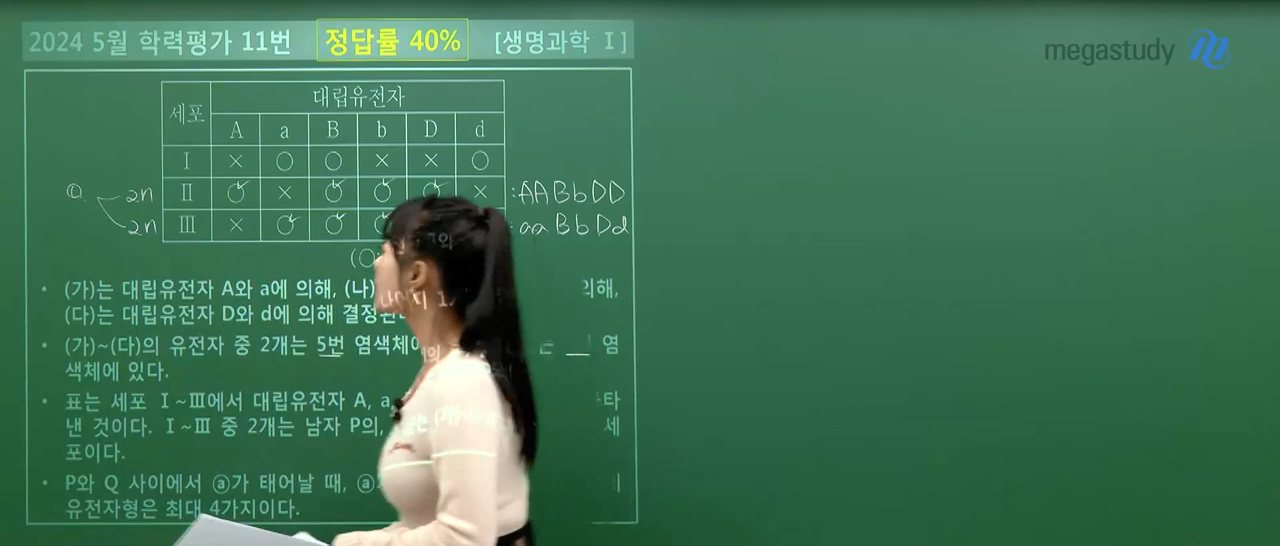 2024 5월 학력평가 11번 정답률 40% [생명과학 Ⅰ]
megastudy
세포 대립유전자
A a B b D d
Ⅰ × ○ ○ × × ○
① 2n Ⅱ ○ × ○ ○ ○ × : AABbDD
2n Ⅲ × ○ ○ ○ : aaBbDd
(○
• (가)는 대립유전자 A와 a에 의해, (나) 의해,
(다)는 대립유전자 D와 d에 의해 결정
• (가)~(다)의 유전자 중 2개는 5번 염색체에 염
색체에 있다.
• 표는 세포 Ⅰ~Ⅲ에서 대립유전자 A, a, 타
낸 것이다. Ⅰ~Ⅲ 중 2개는 남자 P의, 세
포이다.
• P와 Q 사이에서 ⓐ가 태어날 때, ⓐ
유전자형은 최대 4가지이다.